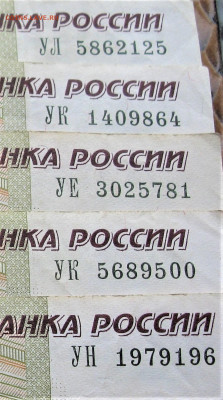 АНКА РОССИИ
УЛ 5862125
НКА РОССИИ
УК 1409864
НКА РОССИИ
УЕ 3025781
НКА РОССИИ
УК 5689500
АНКА РОССИИ
УН 1979196